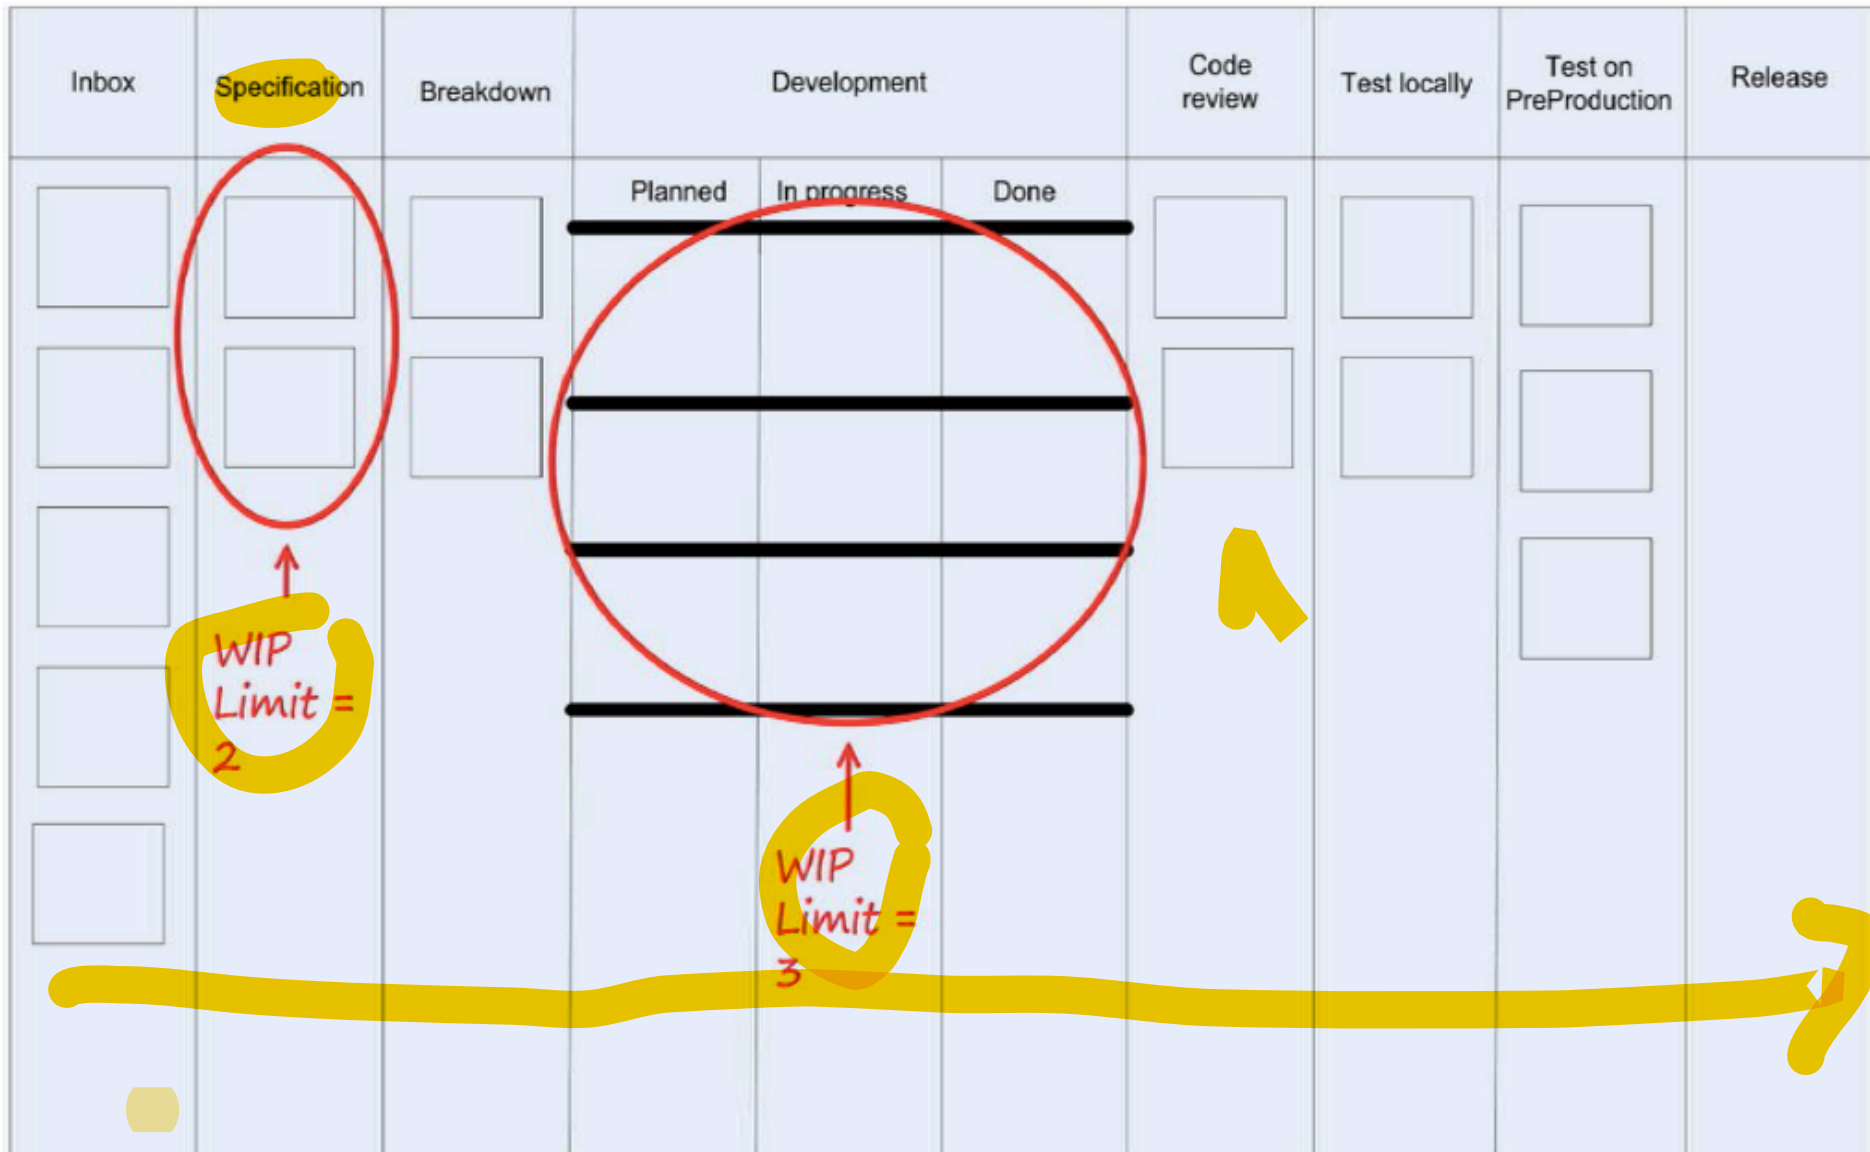 Inbox
Specification
Breakdown
Development
Code
review
Test locally
Test on
PreProduction
Release
Planned
In progress
Done
WIP
Limit =
2
WIP
Limit =
3